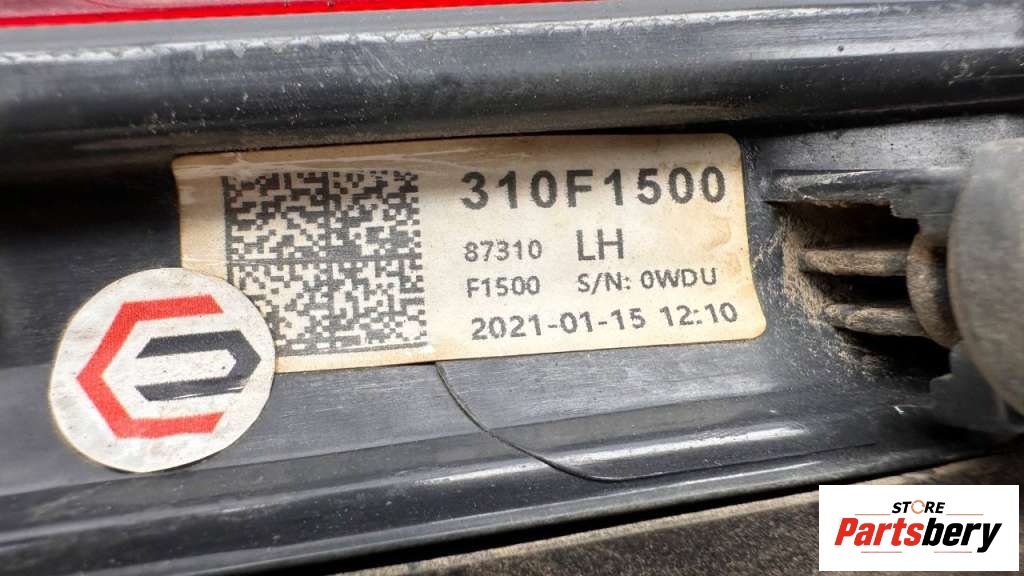 310F1500
87310 LH
F1500 S/N: 0WDU
2021-01-15 12:10
STORE
Partsbery